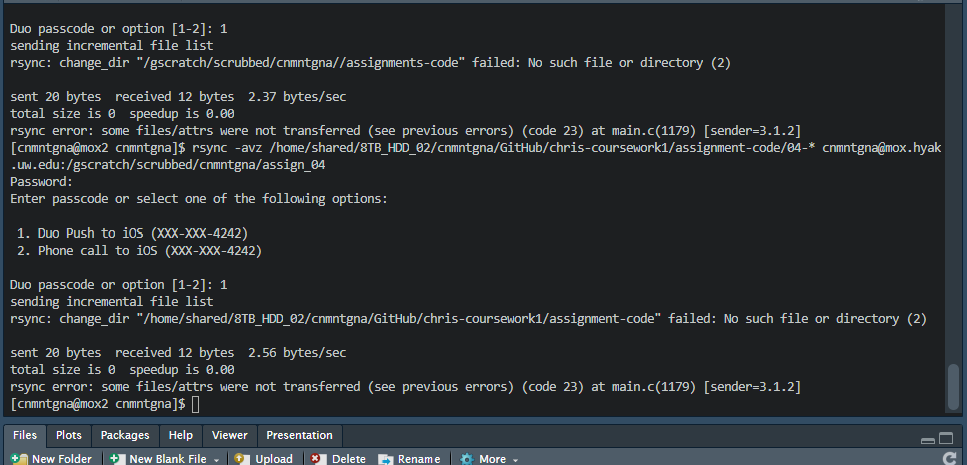 Duo passcode or option [1-2]: 1
sending incremental file list
rsync: change_dir "/gscratch/scrubbed/cnmntgna//assignments-code" failed: No such file or directory (2)
sent 20 bytes  received 12 bytes  2.37 bytes/sec
total size is 0  speedup is 0.00
rsync error: some files/attrs were not transferred (see previous errors) (code 23) at main.c(1179) [sender=3.1.2]
[cnmntgna@mox2 cnmntgna]$ rsync -avz /home/shared/8TB_HDD_02/cnmntgna/GitHub/chris-coursework1/assignment-code/04-* cnmntgna@mox.hyak
.uw.edu:/gscratch/scrubbed/cnmntgna/assign_04
Password:
Enter passcode or select one of the following options:
1. Duo Push to iOS (XXX-XXX-4242)
2. Phone call to iOS (XXX-XXX-4242)
Duo passcode or option [1-2]: 1
sending incremental file list
rsync: change_dir "/home/shared/8TB_HDD_02/cnmntgna/GitHub/chris-coursework1/assignment-code" failed: No such file or directory (2)
sent 20 bytes  received 12 bytes  2.56 bytes/sec
total size is 0  speedup is 0.00
rsync error: some files/attrs were not transferred (see previous errors) (code 23) at main.c(1179) [sender=3.1.2]
[cnmntgna@mox2 cnmntgna]$
Files Plots Packages Help Viewer Presentation
New Folder New Blank File Upload Delete Rename More